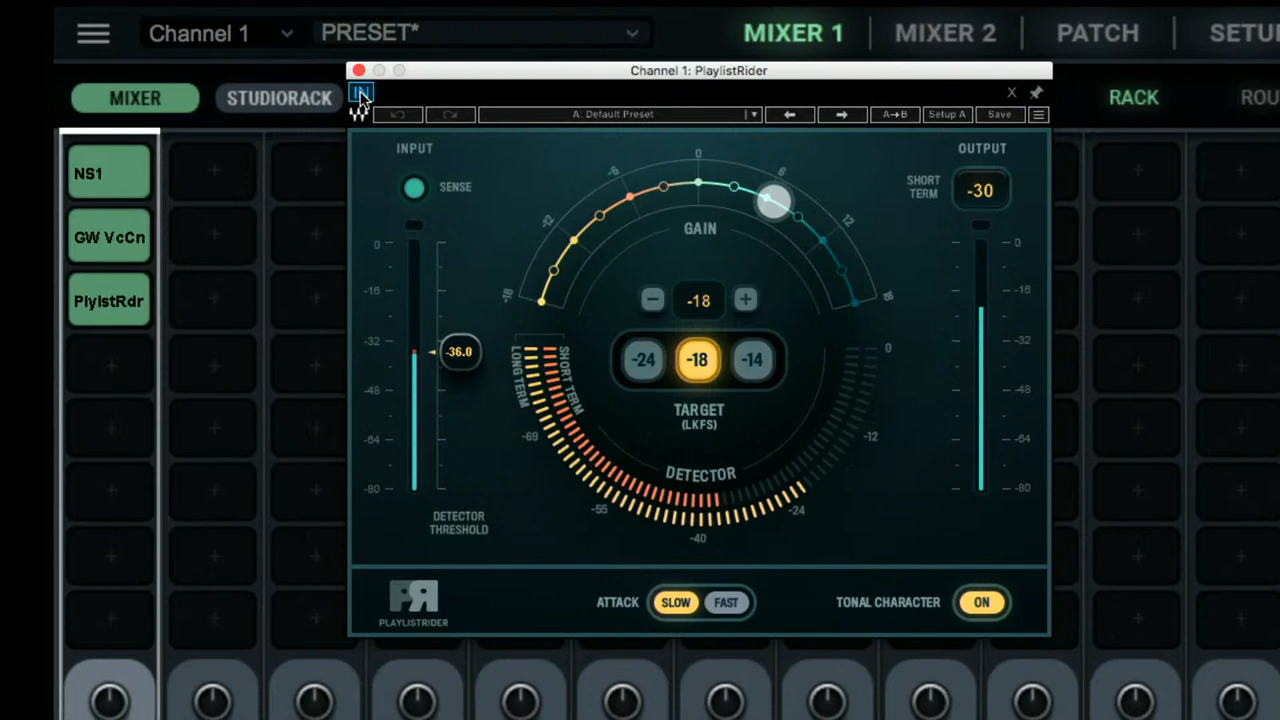 Channel 1
PRESET*
MIXER 1
MIXER 2
PATCH
SETUP
MIXER
STUDIORACK
RACK
ROU
Channel 1: PlaylistRider
IN
X
A: Default Preset
A→B
Setup A
Save
NS1
GW VcCn
PlylstRdr
INPUT
SENSE
0
-16
-32
-48
-64
-80
-36.0
DETECTOR
THRESHOLD
-18
-12
-6
0
6
12
18
GAIN
-18
-24
-18
-14
TARGET
(LKFS)
LONG TERM
SHORT TERM
-69
-55
-40
-24
-12
0
DETECTOR
OUTPUT
SHORT
TERM
-30
0
-16
-32
-48
-64
-80
PR
PLAYLISTRIDER
ATTACK
SLOW
FAST
TONAL CHARACTER
ON